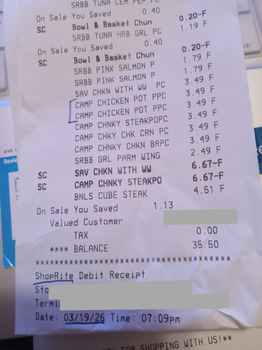 SRBB TUNA LEM PEP PC
On Sale You Saved 0.40
SC Bowl & Basket Chun 0.20-F
SRBB TUNA HRB GRL PC 1.19 F
On Sale You Saved 0.40
SC Bowl & Basket Chun 0.20-F
SRBB PINK SALMON P 1.79 F
SRBB PINK SALMON P 1.79 F
SAV CHKN WITH WW PC 3.49 F
CAMP CHICKEN POT PPC 3.49 F
CAMP CHICKEN POT PPC 3.49 F
CAMP CHNKY STEAKPOPC 3.49 F
CAMP CHKY CHK CRN PC 3.49 F
CAMP CHNKY CHKN BRPC 3.49 F
SRBB GRL PARM WING 2.49 F
SC SAV CHKN WITH WW 6.67-F
SC CAMP CHNKY STEAKPO 6.67-F
BNLS CUBE STEAK 4.51 F
On Sale You Saved 1.13
Valued Customer
TAX 0.00
**** BALANCE 35.50
ShopRite Debit Receipt
Sto
Termi
Date: 03/19/26 Time: 07:09pm
FOR SHOPPING WITH US!**